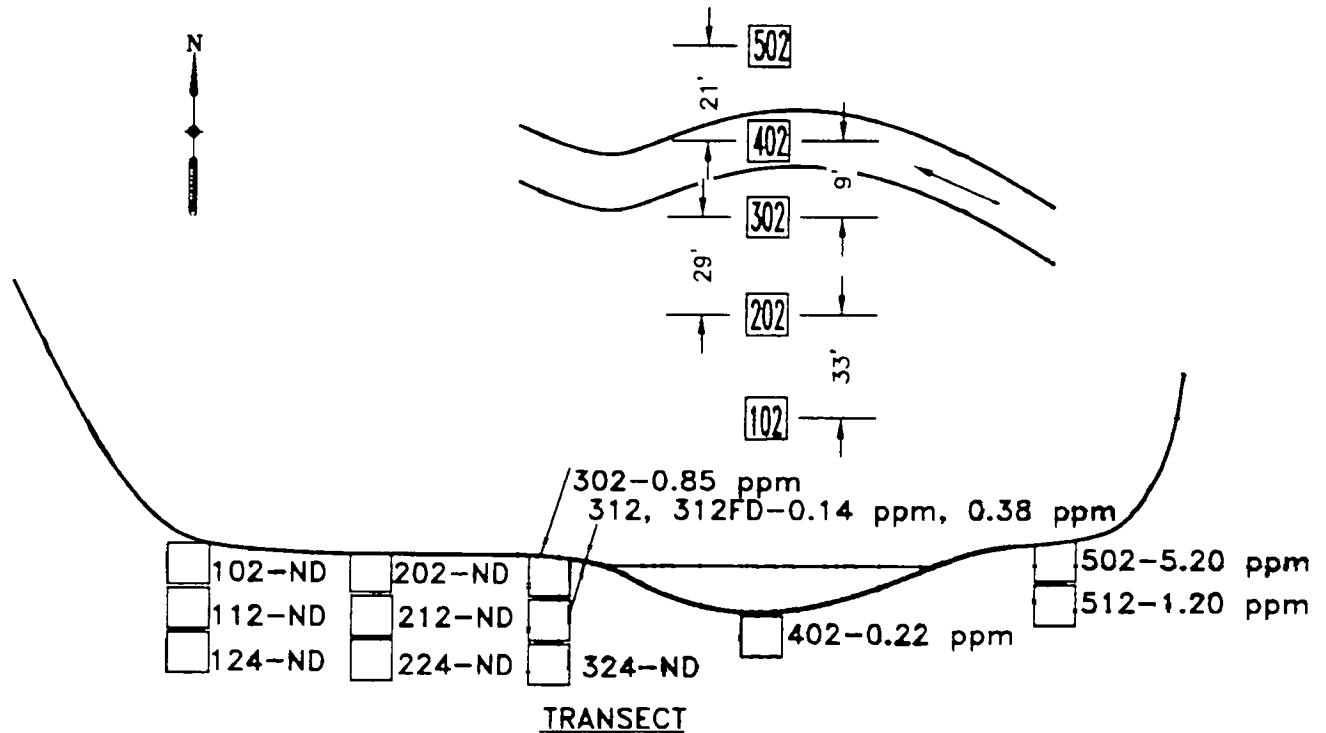 N
502
21'
402
9'
302
29'
202
33'
102
302-0.85 ppm
312, 312FD-0.14 ppm, 0.38 ppm
102-ND
202-ND
502-5.20 ppm
112-ND
212-ND
512-1.20 ppm
402-0.22 ppm
124-ND
224-ND
324-ND
TRANSECT